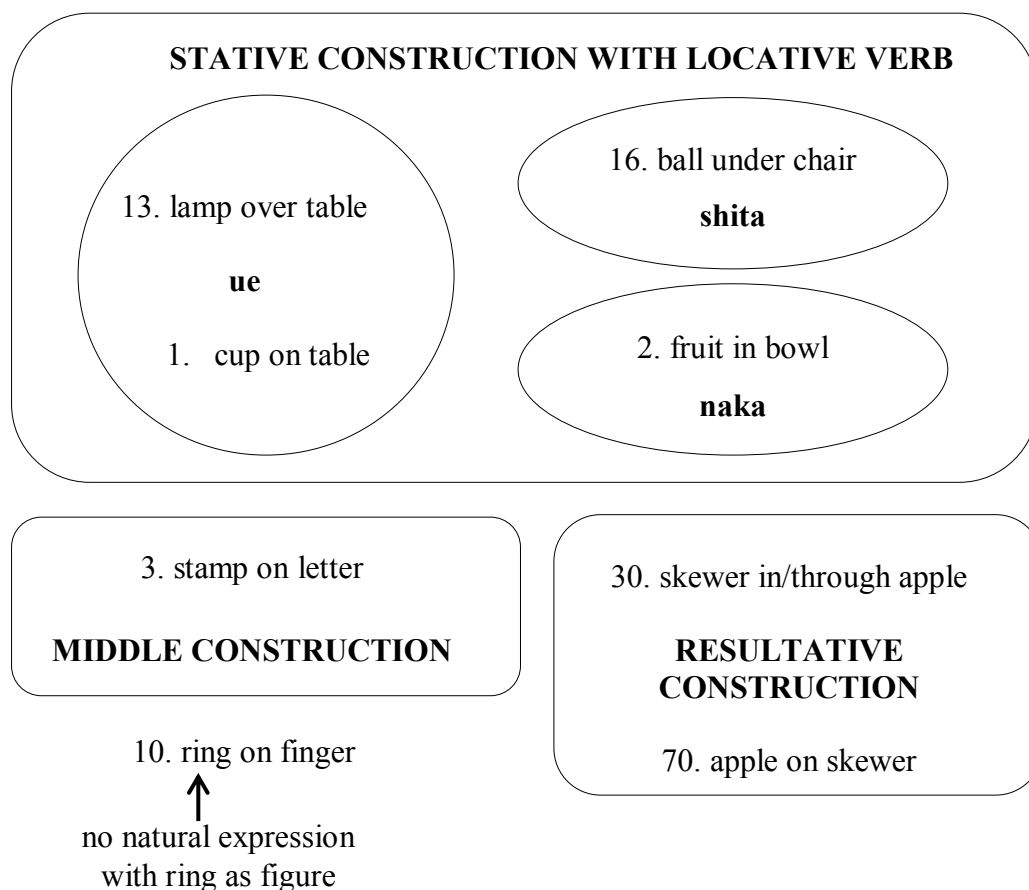 STATIVE CONSTRUCTION WITH LOCATIVE VERB
13. lamp over table
ue
1. cup on table
16. ball under chair
shita
2. fruit in bowl
naka
3. stamp on letter
MIDDLE CONSTRUCTION
10. ring on finger
no natural expression
with ring as figure
30. skewer in/through apple
RESULTATIVE
CONSTRUCTION
70. apple on skewer